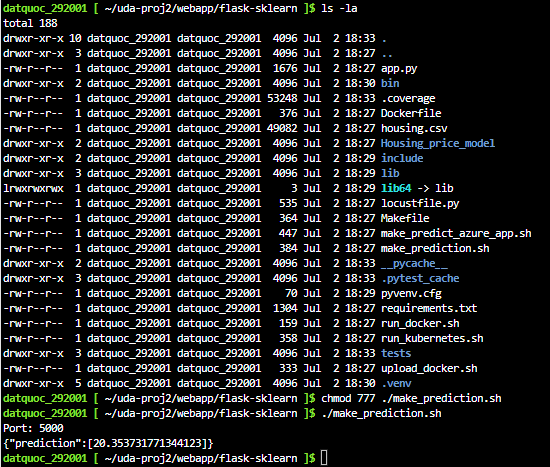 datquoc_292001 [ ~/uda-proj2/webapp/flask-sklearn ]$ ls -la
total 188
drwxr-xr-x 10 datquoc_292001 datquoc_292001  4096 Jul  2 18:33 .
drwxr-xr-x  3 datquoc_292001 datquoc_292001  4096 Jul  2 18:27 ..
-rw-r--r--  1 datquoc_292001 datquoc_292001  1676 Jul  2 18:27 app.py
drwxr-xr-x  2 datquoc_292001 datquoc_292001  4096 Jul  2 18:30 bin
-rw-r--r--  1 datquoc_292001 datquoc_292001 53248 Jul  2 18:33 .coverage
-rw-r--r--  1 datquoc_292001 datquoc_292001   376 Jul  2 18:27 Dockerfile
-rw-r--r--  1 datquoc_292001 datquoc_292001 49082 Jul  2 18:27 housing.csv
drwxr-xr-x  2 datquoc_292001 datquoc_292001  4096 Jul  2 18:27 Housing_price_model
drwxr-xr-x  2 datquoc_292001 datquoc_292001  4096 Jul  2 18:29 include
drwxr-xr-x  3 datquoc_292001 datquoc_292001  4096 Jul  2 18:29 lib
lrwxrwxrwx  1 datquoc_292001 datquoc_292001     3 Jul  2 18:29 lib64 -> lib
-rw-r--r--  1 datquoc_292001 datquoc_292001   535 Jul  2 18:27 locustfile.py
-rw-r--r--  1 datquoc_292001 datquoc_292001   364 Jul  2 18:27 Makefile
-rw-r--r--  1 datquoc_292001 datquoc_292001   447 Jul  2 18:27 make_predict_azure_app.sh
-rw-r--r--  1 datquoc_292001 datquoc_292001   384 Jul  2 18:27 make_prediction.sh
drwxr-xr-x  2 datquoc_292001 datquoc_292001  4096 Jul  2 18:33 __pycache__
drwxr-xr-x  3 datquoc_292001 datquoc_292001  4096 Jul  2 18:33 .pytest_cache
-rw-r--r--  1 datquoc_292001 datquoc_292001    70 Jul  2 18:29 pyvenv.cfg
-rw-r--r--  1 datquoc_292001 datquoc_292001  1304 Jul  2 18:27 requirements.txt
-rw-r--r--  1 datquoc_292001 datquoc_292001   159 Jul  2 18:27 run_docker.sh
-rw-r--r--  1 datquoc_292001 datquoc_292001   358 Jul  2 18:27 run_kubernetes.sh
drwxr-xr-x  3 datquoc_292001 datquoc_292001  4096 Jul  2 18:33 tests
-rw-r--r--  1 datquoc_292001 datquoc_292001   333 Jul  2 18:27 upload_docker.sh
drwxr-xr-x  5 datquoc_292001 datquoc_292001  4096 Jul  2 18:30 .venv
datquoc_292001 [ ~/uda-proj2/webapp/flask-sklearn ]$ chmod 777 ./make_prediction.sh
datquoc_292001 [ ~/uda-proj2/webapp/flask-sklearn ]$ ./make_prediction.sh
Port: 5000
{"prediction":[20.353731771344123]}
datquoc_292001 [ ~/uda-proj2/webapp/flask-sklearn ]$